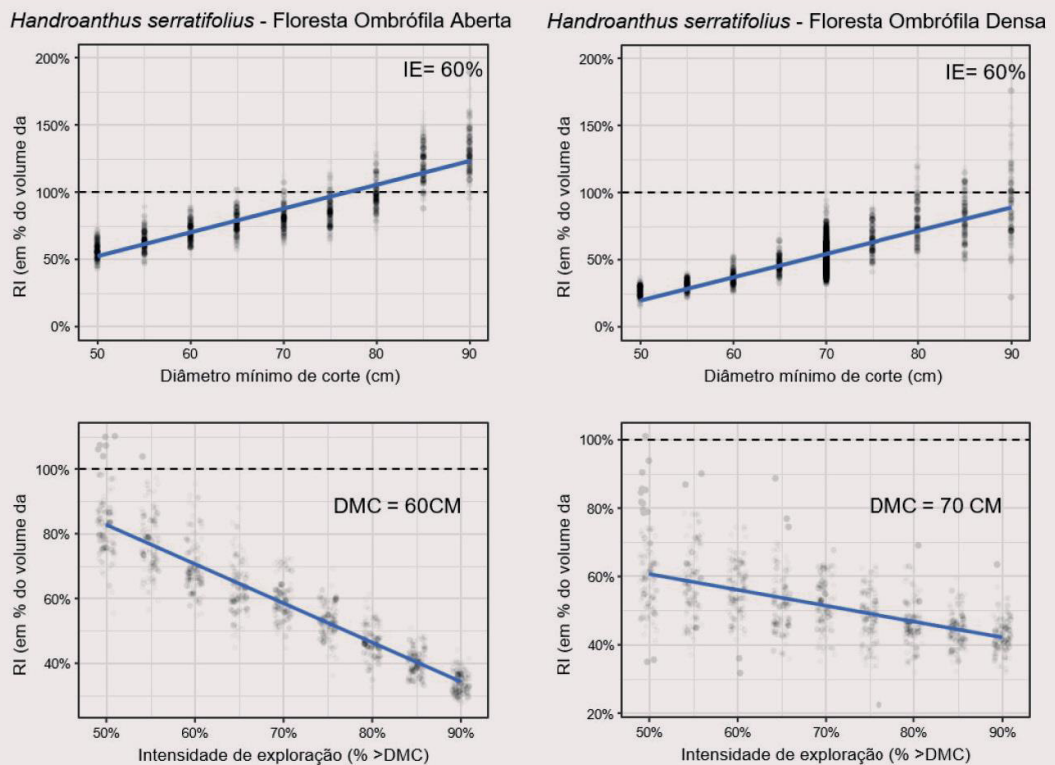 Handroanthus serratifolius - Floresta Ombrófila Aberta
Handroanthus serratifolius - Floresta Ombrófila Densa
RI (em % do volume da
200%
150%
100%
50%
0%
IE= 60%
50 60 70 80 90
Diâmetro mínimo de corte (cm)
RI (em % do volume da
200%
150%
100%
50%
0%
IE= 60%
50 60 70 80 90
Diâmetro mínimo de corte (cm)
RI (em % do volume da
100%
80%
60%
40%
DMC = 60CM
50% 60% 70% 80% 90%
Intensidade de exploração (% >DMC)
RI (em % do volume da
100%
80%
60%
40%
20%
DMC = 70 CM
50% 60% 70% 80% 90%
Intensidade de exploração (% >DMC)